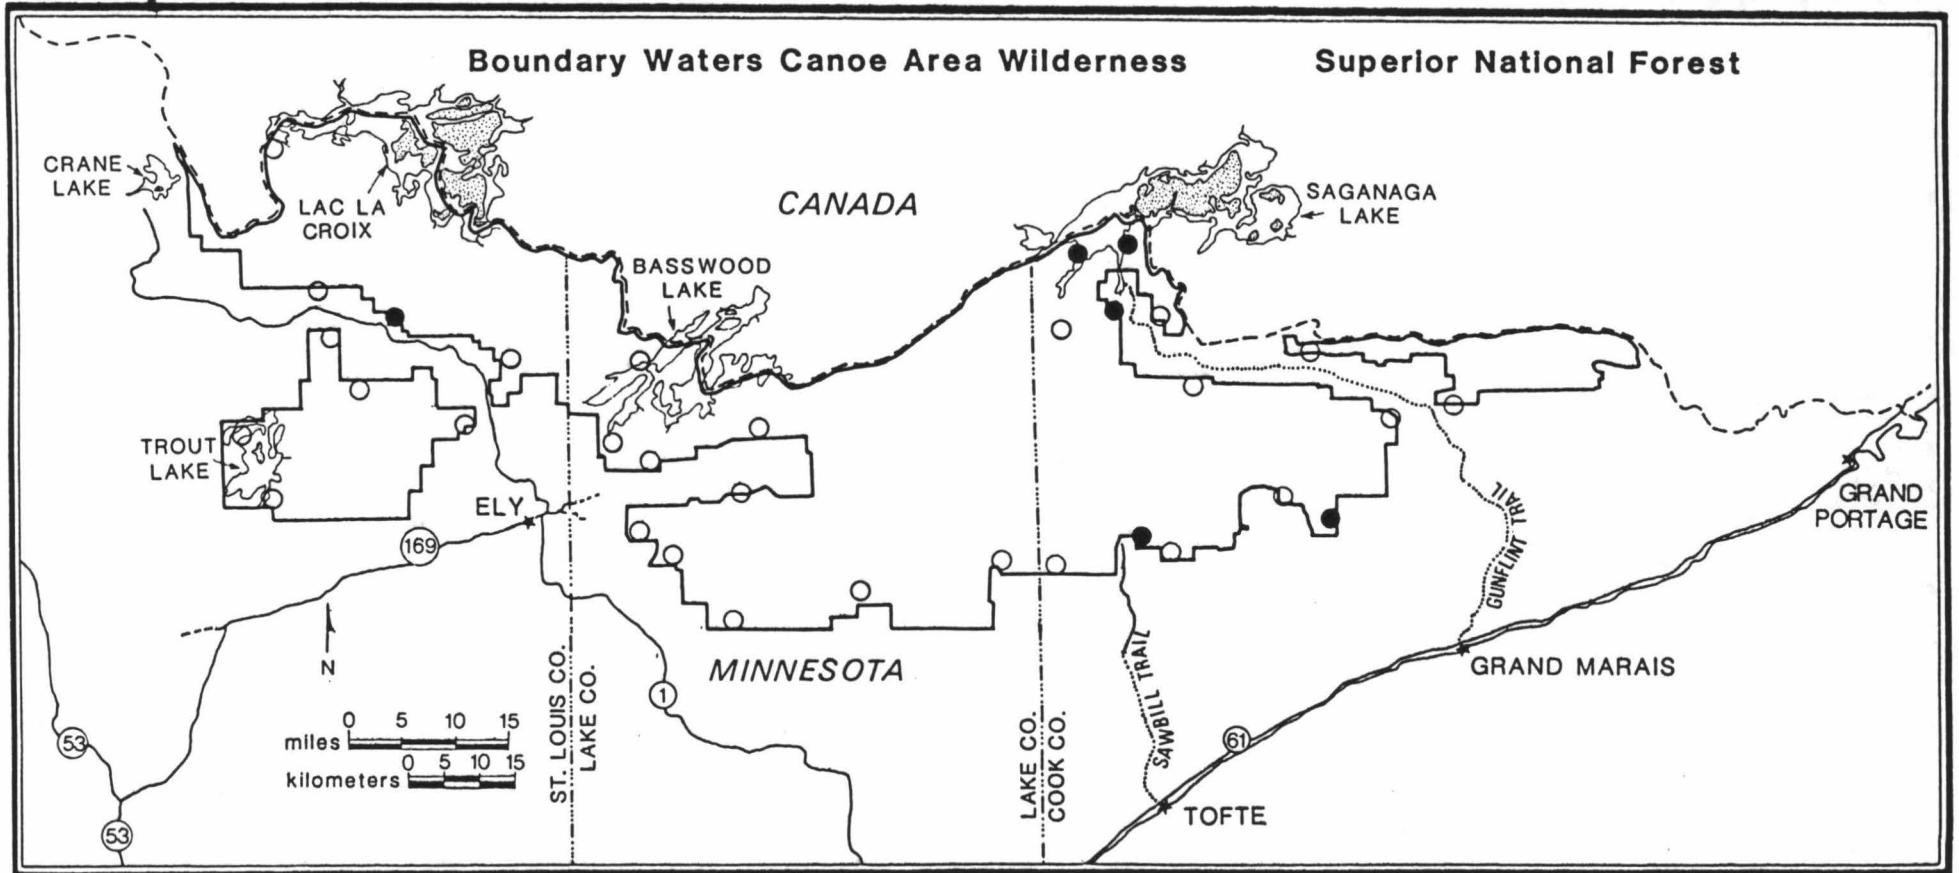 Boundary Waters Canoe Area Wilderness
Superior National Forest
CRANE
LAKE
LAC LA
CROIX
CANADA
SAGANAGA
LAKE
BASSWOOD
LAKE
TROUT
LAKE
ELY
169
GRAND
PORTAGE
GUNFLINT TRAIL
N
MINNESOTA
GRAND MARAIS
ST. LOUIS CO.
LAKE CO.
1
LAKE CO.
COOK CO.
SAWBILL TRAIL
61
53
miles 0 5 10 15
kilometers 0 5 10 15
TOFTE
53